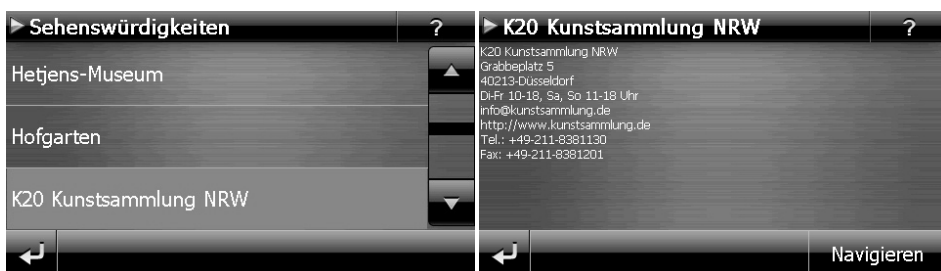 Sehenswürdigkeiten
?
Hetjens-Museum
Hofgarten
K20 Kunstsammlung NRW
K20 Kunstsammlung NRW
?
K20 Kunstsammlung NRW
Grabbeplatz 5
40213-Düsseldorf
Di-Fr 10-18, Sa, So 11-18 Uhr
info@kunstsammlung.de
http://www.kunstsammlung.de
Tel.: +49-211-8381130
Fax: +49-211-8381201
Navigieren